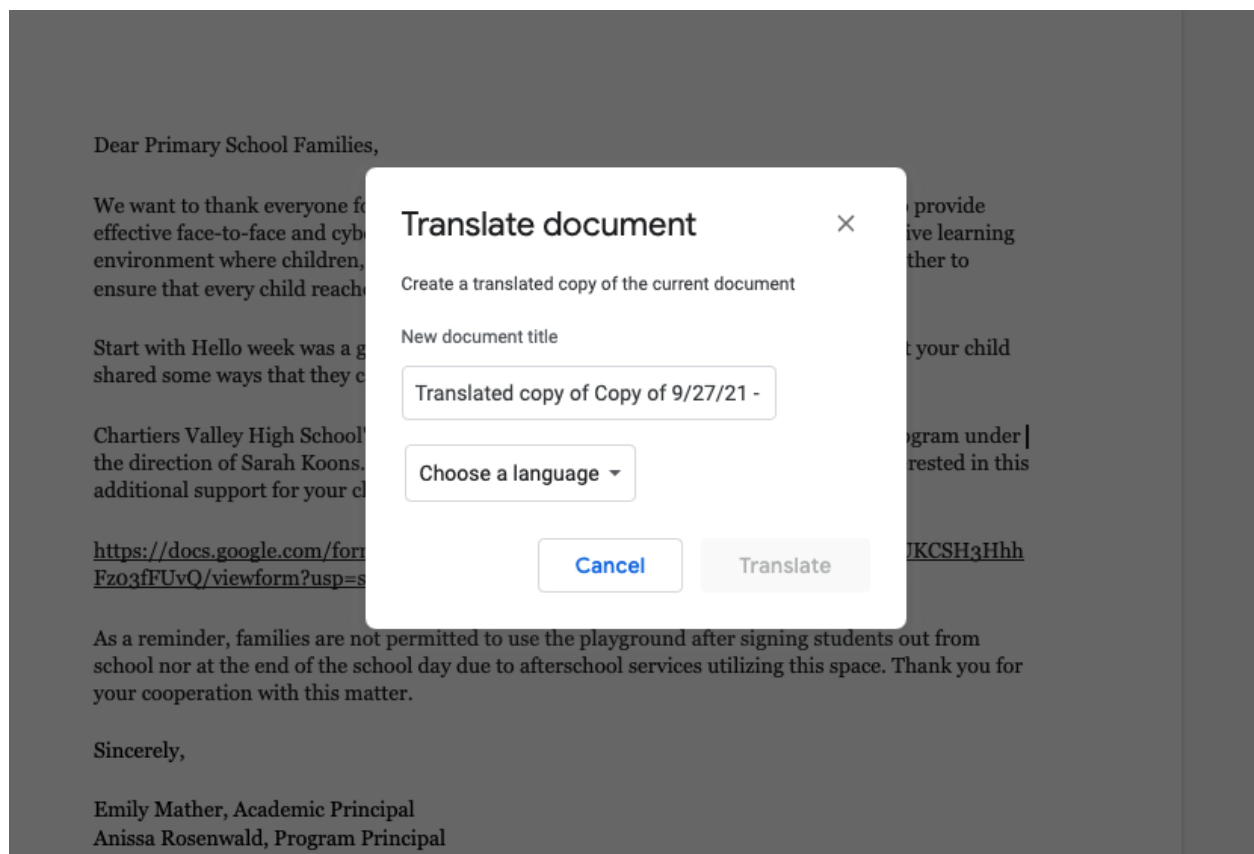 Dear Primary School Families,
We want to thank everyone fo
provide
effective face-to-face and cyb
ive learning
environment where children,
ther to
ensure that every child reach
Start with Hello week was a g
t your child
shared some ways that they c
Chartiers Valley High School'
gram under
the direction of Sarah Koons.
rested in this
additional support for your cl
https://docs.google.com/for
JKCSH3Hhh
Fz03fFUvQ/viewform?usp=s
Translate document
Create a translated copy of the current document
New document title
Translated copy of Copy of 9/27/21 -
Choose a language
Cancel
Translate
As a reminder, families are not permitted to use the playground after signing students out from
school nor at the end of the school day due to afterschool services utilizing this space. Thank you for
your cooperation with this matter.
Sincerely,
Emily Mather, Academic Principal
Anissa Rosenwald, Program Principal